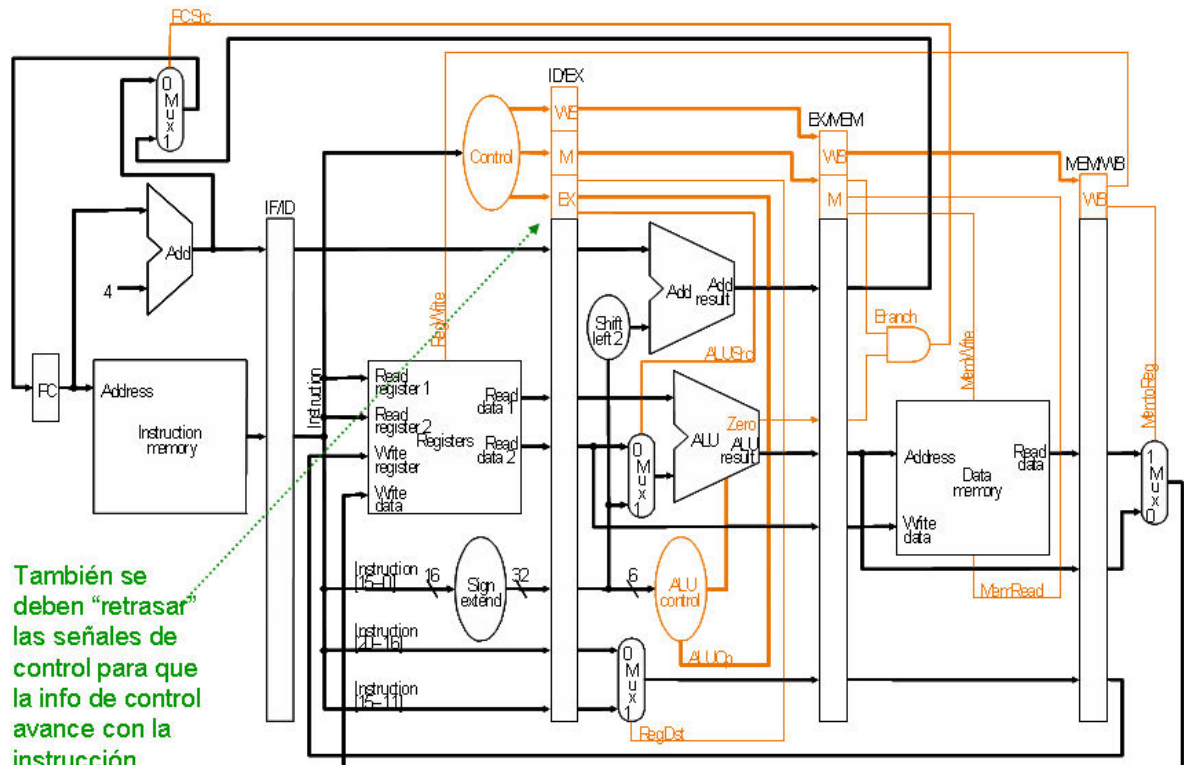 PCSrc
0
M
u
x
1
ID/EX
WB
EX/MEM
Control
M
WB
MEM/WB
EX
M
WB
IF/ID
Add
4
Add
Add
result
RegWrite
Shift
left 2
Branch
ALUSrc
MemWrite
MemtoReg
PC
Address
Instruction
memory
Instruction
Read
register 1
Read
register 2
Registers
Write
register
Write
data
Read
data 1
Read
data 2
0
M
u
x
1
Zero
ALU
ALU
result
Address
Read
data
Data
memory
Write
data
1
M
u
x
0
Instruction
[15–0]
16
Sign
extend
32
6
ALU
control
MemRead
Instruction
[20–16]
ALUOp
0
M
u
x
1
Instruction
[15–11]
RegDst
También se
deben “retrasar”
las señales de
control para que
la info de control
avance con la
instrucción